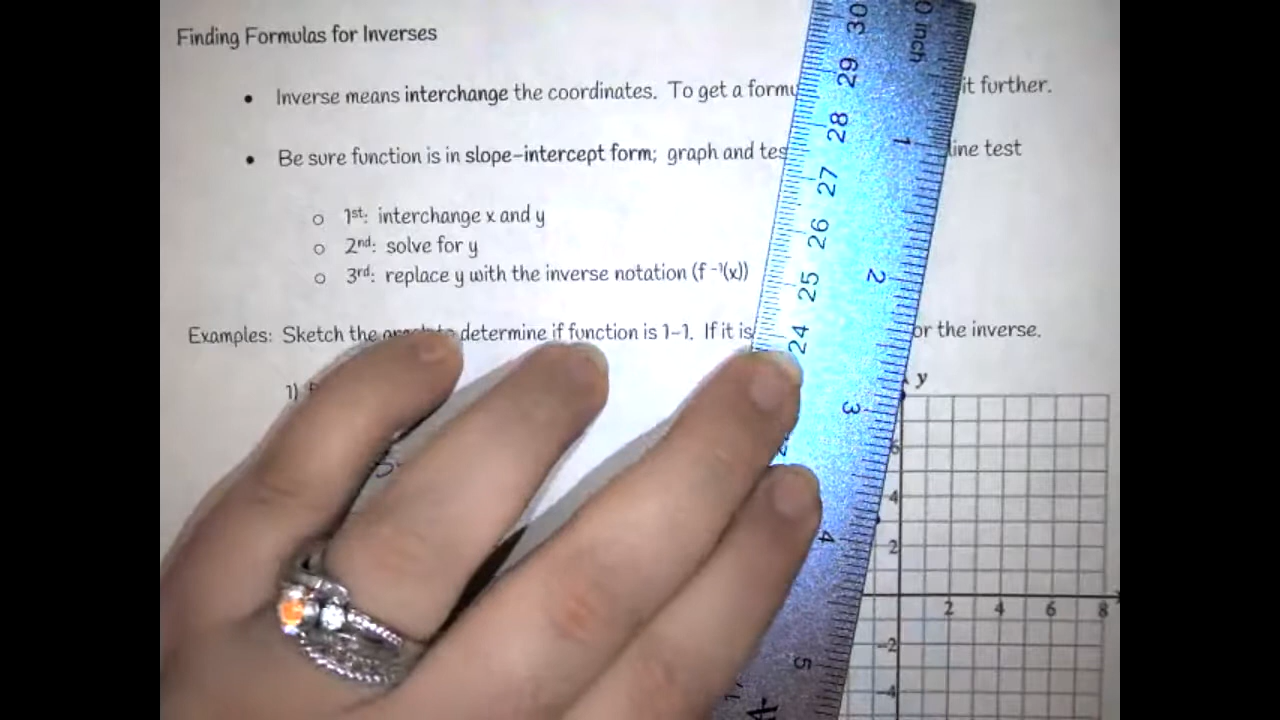 Finding Formulas for Inverses
• Inverse means interchange the coordinates. To get a it further.
• Be sure function is in slope-intercept form; graph and line test
o 1st: interchange x and y
o 2nd: solve for y
o 3rd: replace y with the inverse notation (f⁻¹(x))
Examples: Sketch the determine if function is 1-1. If it is the inverse.
1)
y
6
4
2
2 4 6 8
-2
-4
30
29
28
27
26
25
24
0 inch
1
2
3
4
5